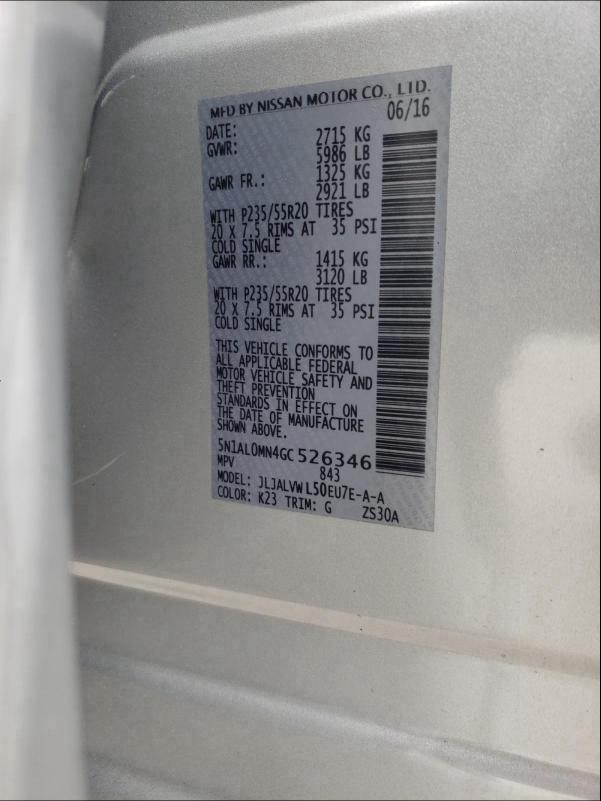 MFD BY NISSAN MOTOR CO., LTD.
DATE: 06/16
GVWR: 2715 KG
5986 LB
GAWR FR.: 1325 KG
2921 LB
WITH P235/55R20 TIRES
20 X 7.5 RIMS AT 35 PSI
COLD SINGLE
GAWR RR.: 1415 KG
3120 LB
WITH P235/55R20 TIRES
20 X 7.5 RIMS AT 35 PSI
COLD SINGLE
THIS VEHICLE CONFORMS TO
ALL APPLICABLE FEDERAL
MOTOR VEHICLE SAFETY AND
THEFT PREVENTION
STANDARDS IN EFFECT ON
THE DATE OF MANUFACTURE
SHOWN ABOVE.
5N1AL0MN4GC526346
MPV 843
MODEL: JLJALVWL50EU7E-A-A
COLOR: K23 TRIM: G ZS30A